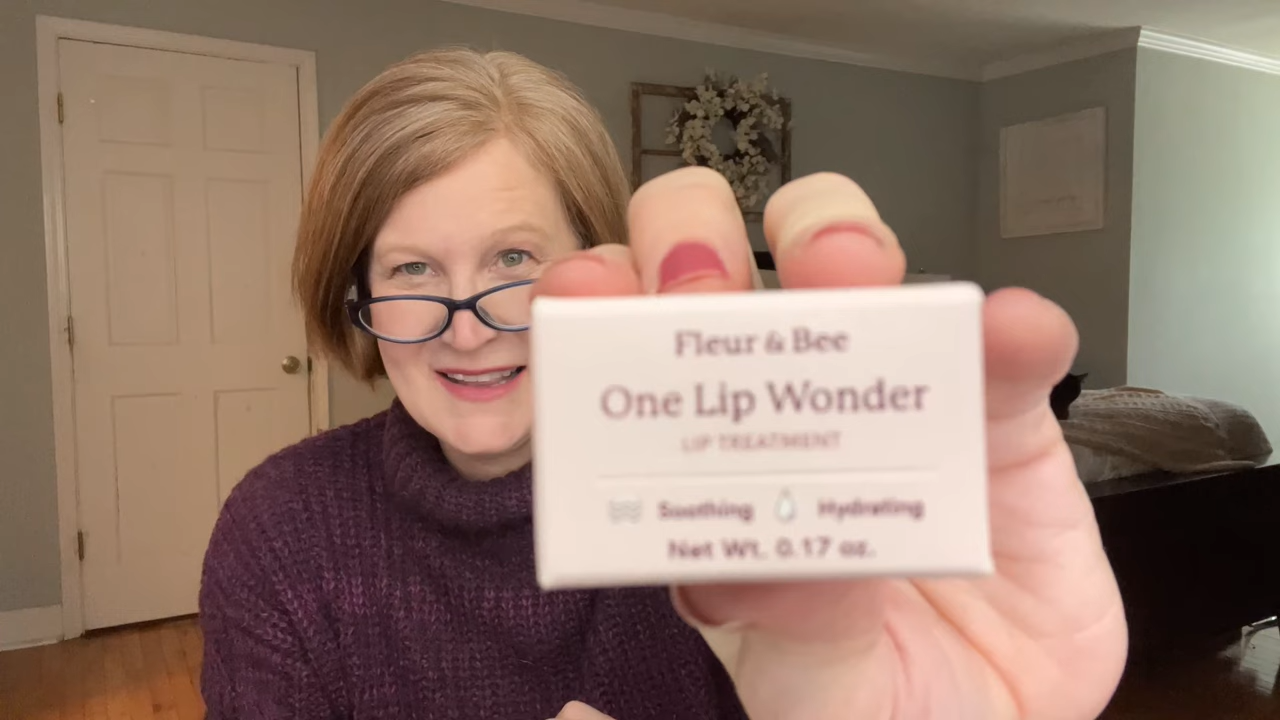 Fleur & Bee
One Lip Wonder
LIP TREATMENT
Soothing Hydrating
Net Wt. 0.17 oz.